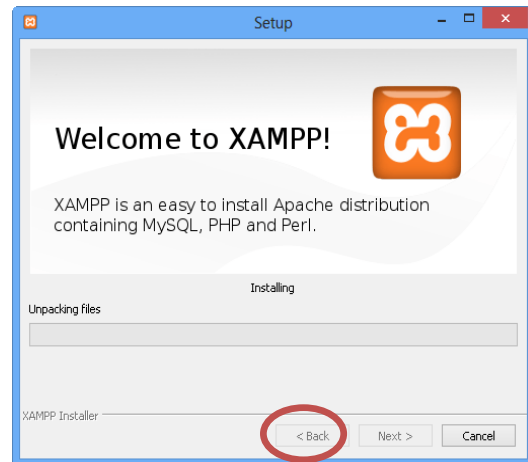 Setup
Welcome to XAMPP!
XAMPP is an easy to install Apache distribution
containing MySQL, PHP and Perl.
Installing
Unpacking files
XAMPP Installer
< Back
Next >
Cancel